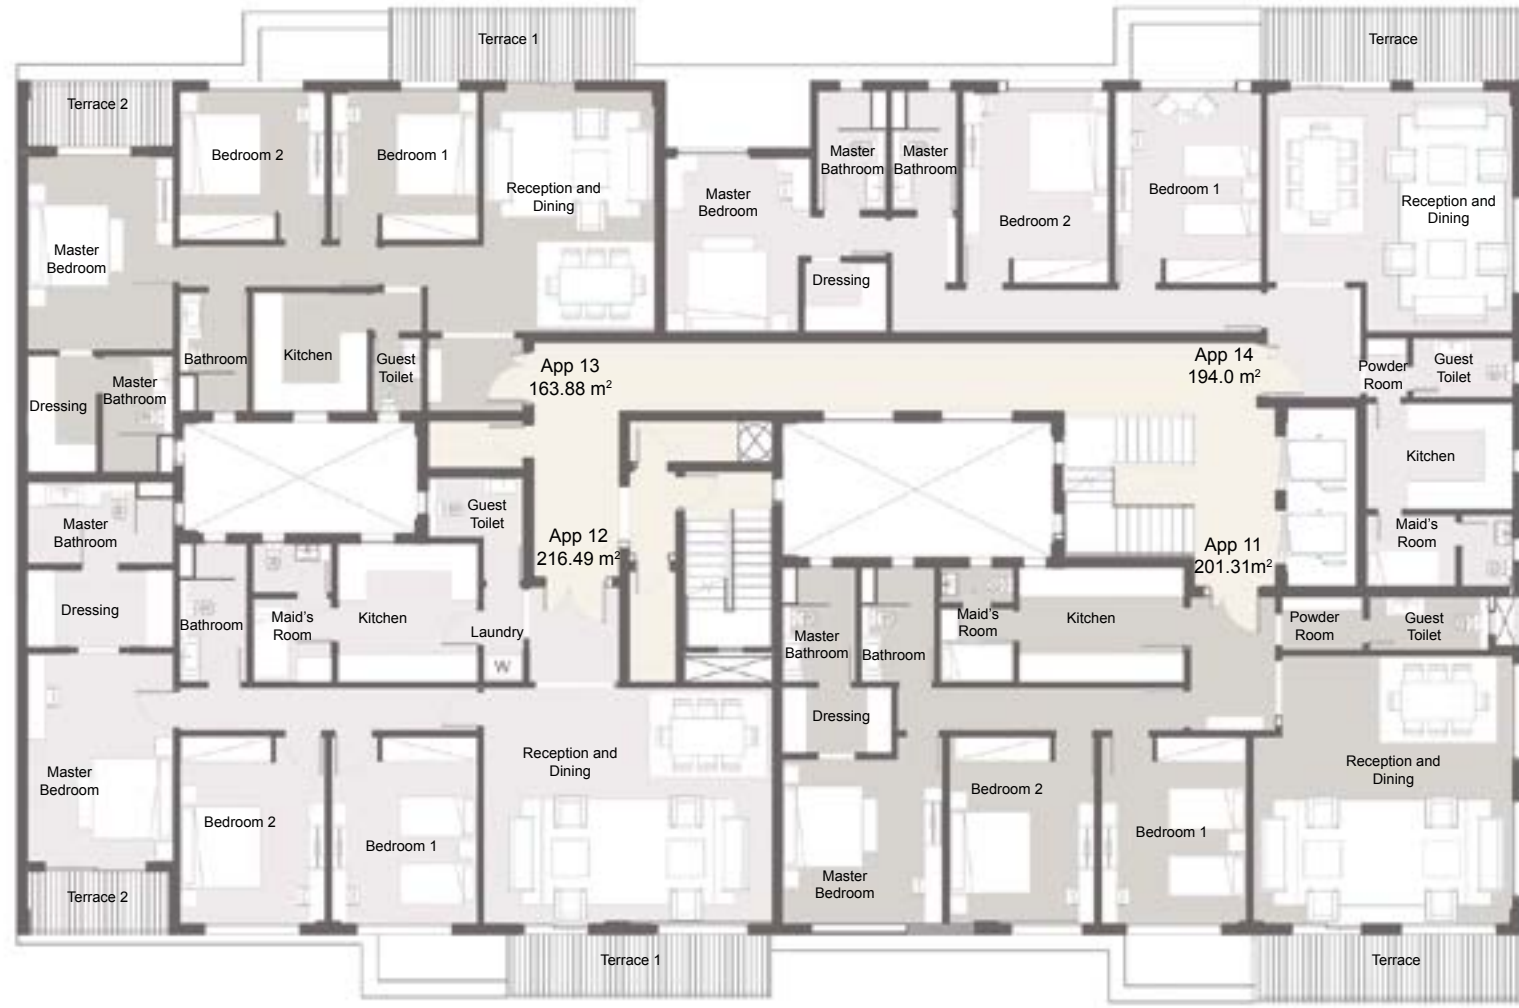 Terrace 1
Terrace
Terrace 2
Bedroom 2
Bedroom 1
Reception and
Dining
Master
Bedroom
Master
Bathroom
Master
Bathroom
Bedroom 2
Bedroom 1
Reception and
Dining
Master
Bedroom
Dressing
Bathroom
Kitchen
Guest
Toilet
App 13
163.88 m²
App 14
194.0 m²
Powder
Room
Guest
Toilet
Dressing
Master
Bathroom
Kitchen
Master
Bathroom
Guest
Toilet
App 12
216.49 m²
App 11
201.31m²
Maid's
Room
Dressing
Bathroom
Maid's
Room
Kitchen
Laundry
W
Master
Bathroom
Bathroom
Maid's
Room
Kitchen
Powder
Room
Guest
Toilet
Dressing
Master
Bedroom
Bedroom 2
Bedroom 1
Reception and
Dining
Master
Bedroom
Bedroom 2
Bedroom 1
Reception and
Dining
Terrace 2
Terrace 1
Terrace